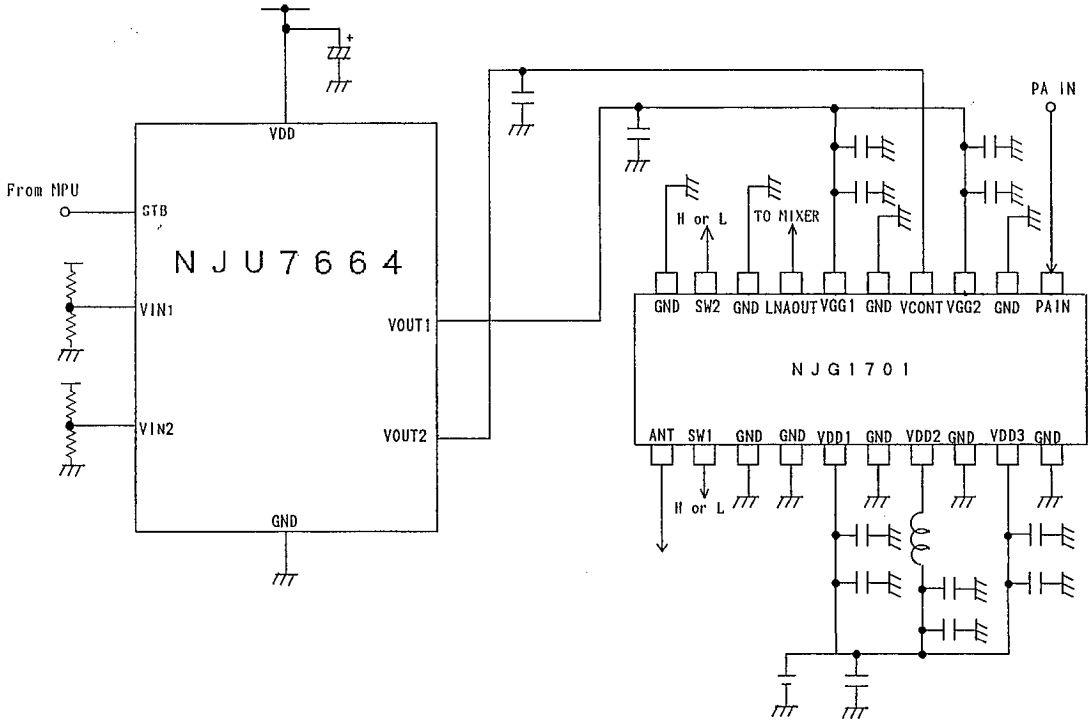 +
PA IN
VDD
From MPU
STB
H or L
TO MIXER
NJU7664
VIN1
VOUT1
GND SW2 GND LNAOUT VGG1 GND VCONT VGG2 GND PAIN
NJG1701
VIN2
VOUT2
ANT SW1 GND GND VDD1 GND VDD2 GND VDD3 GND
H or L
GND